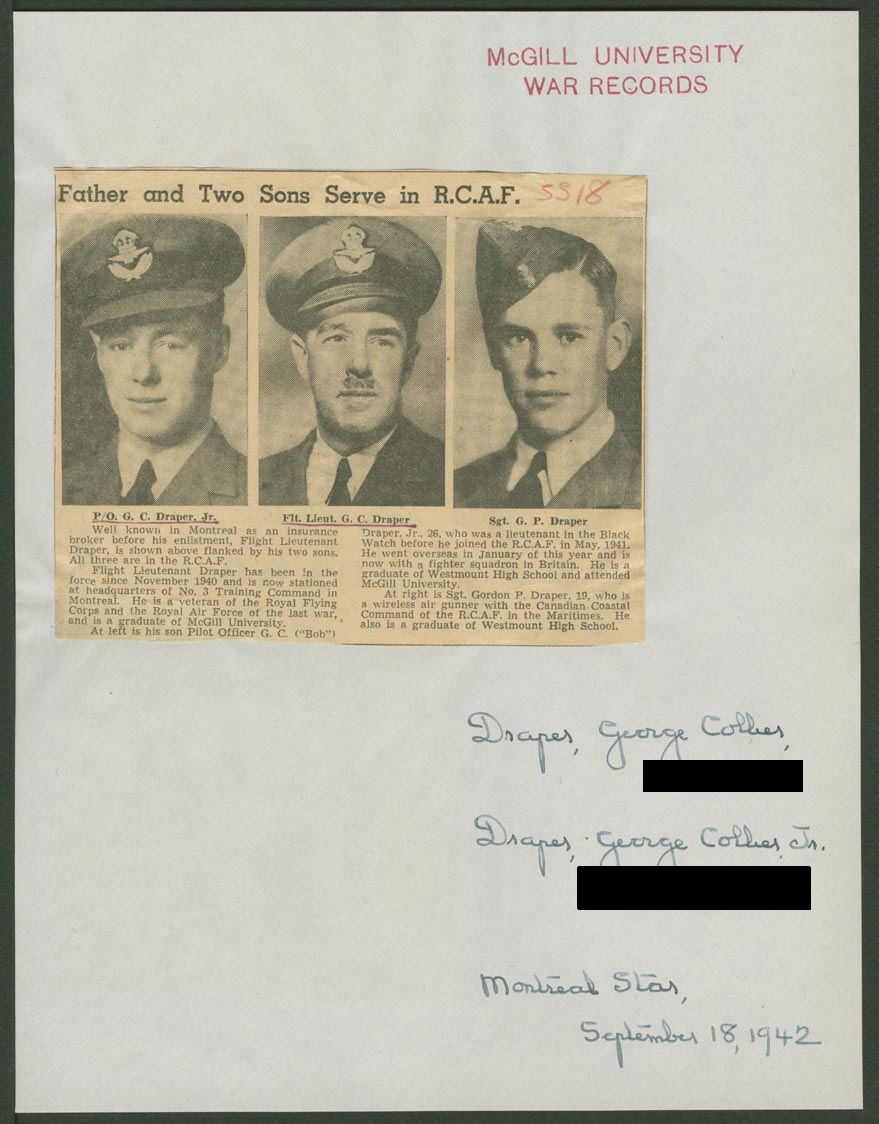 McGILL UNIVERSITY
WAR RECORDS
Father and Two Sons Serve in R.C.A.F. 5518
P/O. G. C. Draper, Jr.
Flt. Lieut. G. C. Draper
Sgt. G. P. Draper
Well known in Montreal as an insurance
broker before his enlistment, Flight Lieutenant
Draper, is shown above flanked by his two sons.
All three are in the R.C.A.F.
Flight Lieutenant Draper has been in the
force since November 1940 and is now stationed
at headquarters of No. 3 Training Command in
Montreal. He is a veteran of the Royal Flying
Corps and the Royal Air Force of the last war,
and is a graduate of McGill University.
At left is his son Pilot Officer G. C. ("Bob")
Draper, Jr., 26, who was a lieutenant in the Black
Watch before he joined the R.C.A.F. in May, 1941.
He went overseas in January of this year and is
now with a fighter squadron in Britain. He is a
graduate of Westmount High School and attended
McGill University.
At right is Sgt. Gordon P. Draper, 19, who is
a wireless air gunner with the Canadian Coastal
Command of the R.C.A.F. in the Maritimes. He
also is a graduate of Westmount High School.
Draper, George Collier,
Draper, George Collier, Jr.
Montreal Star,
September 18, 1942